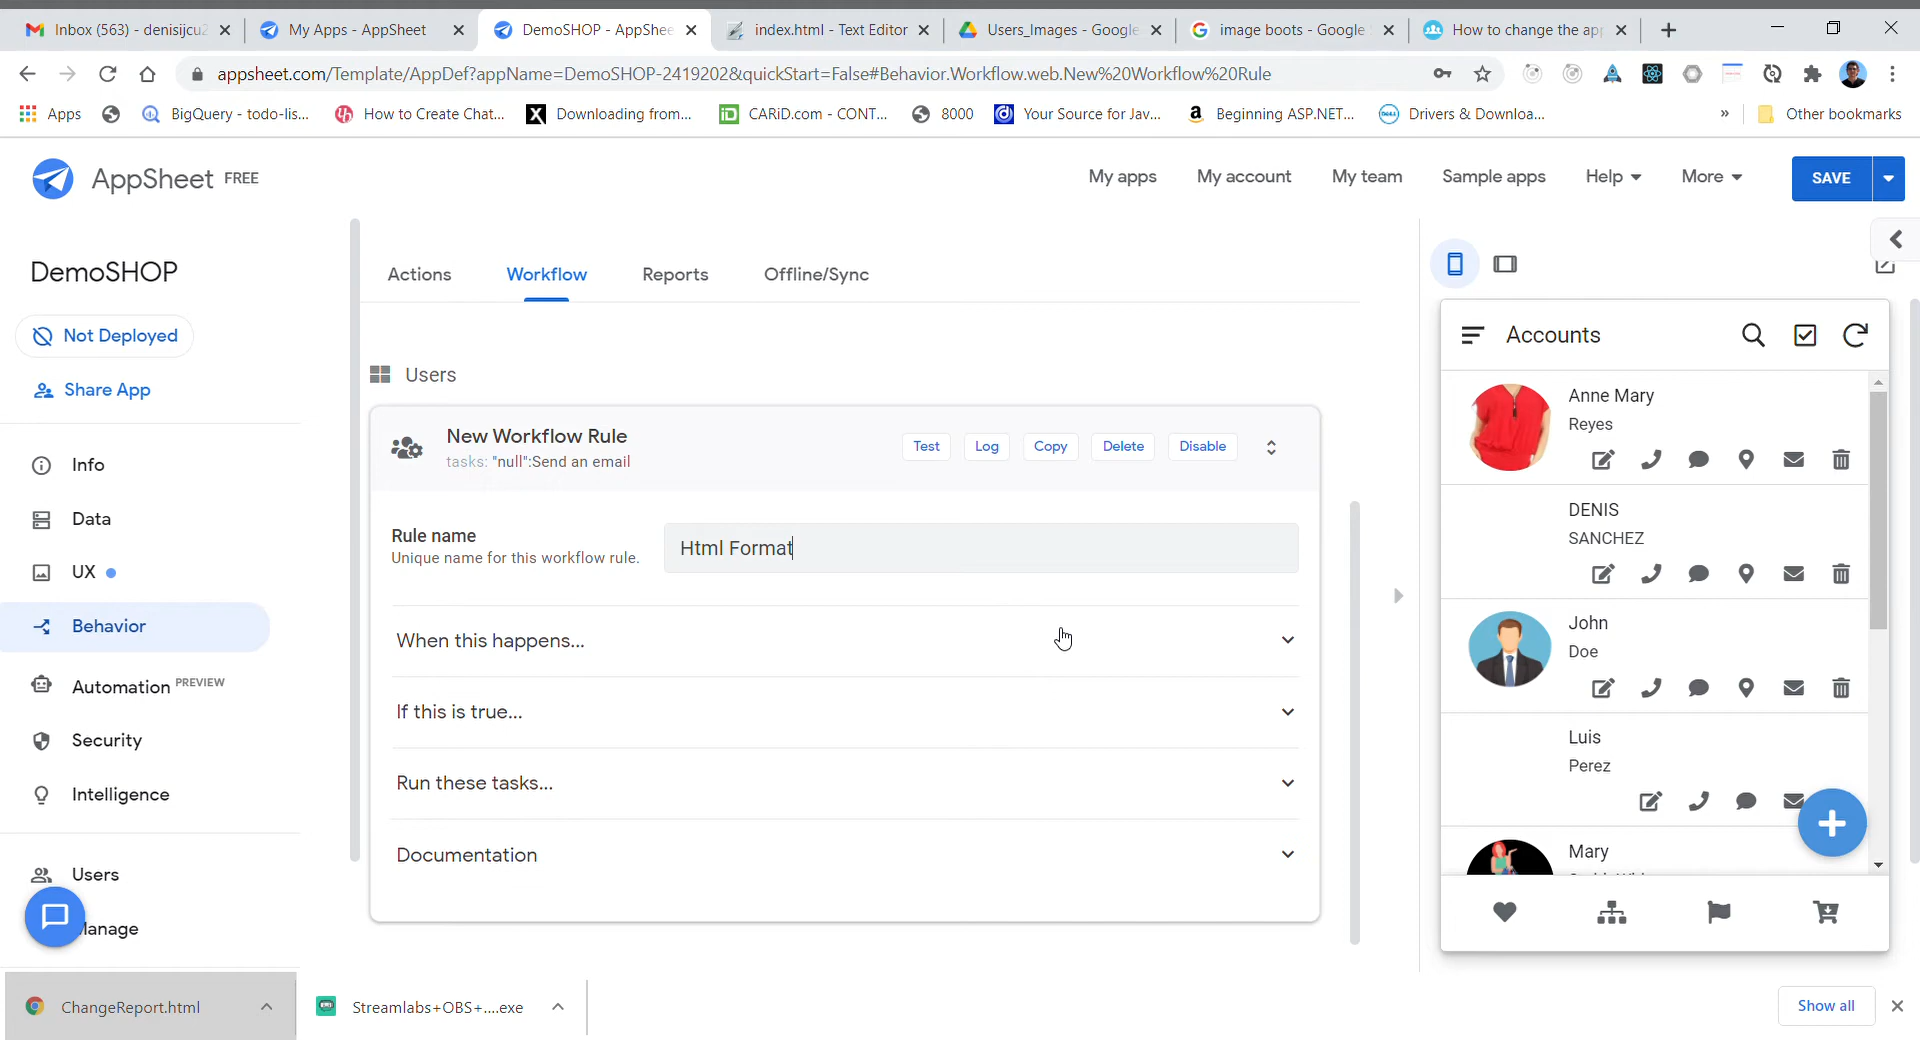 Inbox (563) - denisijcu2
My Apps - AppSheet
DemoSHOP - AppShee
index.html - Text Editor
Users_Images - Google
image boots - Google
How to change the app
appsheet.com/Template/AppDef?appName=DemoSHOP-2419202&quickStart=False#Behavior.Workflow.web.New%20Workflow%20Rule
Apps
BigQuery - todo-lis...
How to Create Chat...
Downloading from...
CARiD.com - CONT...
8000
Your Source for Jav...
Beginning ASP.NET...
Drivers & Downloa...
»
Other bookmarks
AppSheet FREE
My apps
My account
My team
Sample apps
Help
More
SAVE
DemoSHOP
Not Deployed
Share App
Info
Data
UX
Behavior
Automation PREVIEW
Security
Intelligence
Users
Manage
Actions
Workflow
Reports
Offline/Sync
Users
New Workflow Rule
tasks: "null":Send an email
Test
Log
Copy
Delete
Disable
Rule name
Unique name for this workflow rule.
Html Format
When this happens...
If this is true...
Run these tasks...
Documentation
Accounts
Anne Mary
Reyes
DENIS
SANCHEZ
John
Doe
Luis
Perez
Mary
ChangeReport.html
Streamlabs+OBS+....exe
Show all